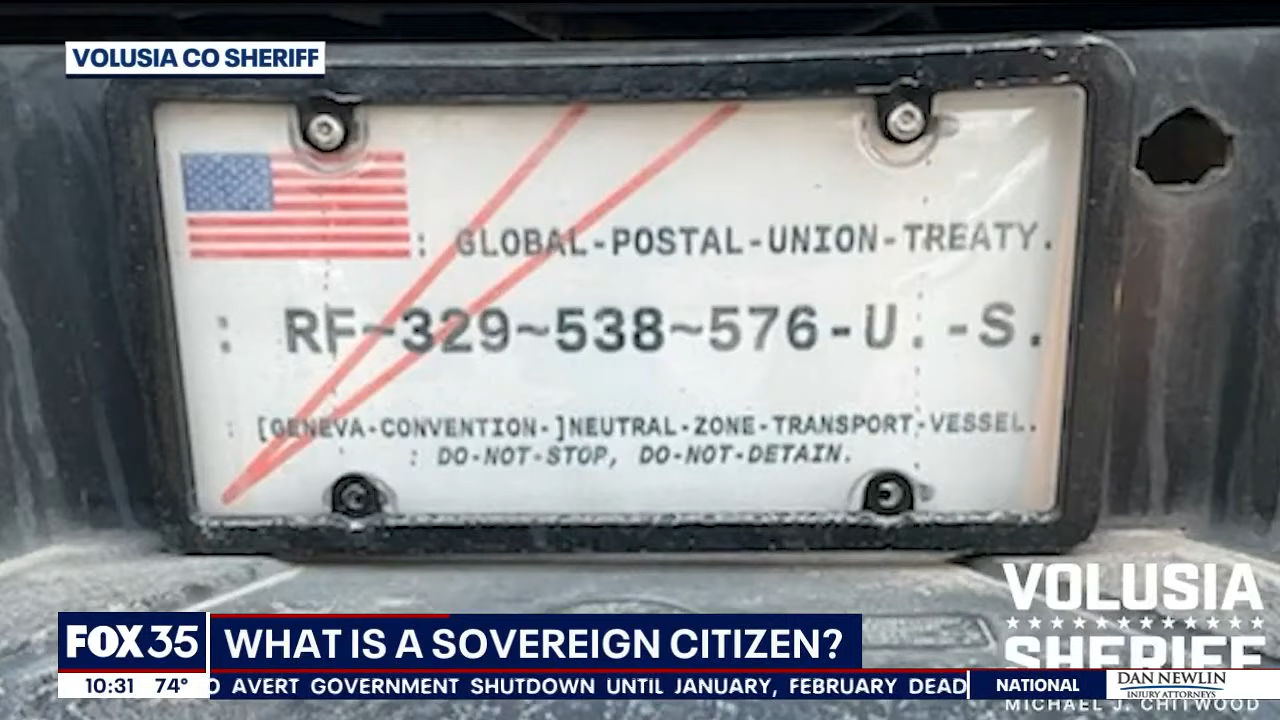 VOLUSIA CO SHERIFF
: GLOBAL-POSTAL-UNION-TREATY.
: RF~329~538~576-U.-S.
: [GENEVA-CONVENTION-]NEUTRAL-ZONE-TRANSPORT-VESSEL.
: DO-NOT-STOP, DO-NOT-DETAIN.
VOLUSIA
SHERIFF
MICHAEL J. CHITWOOD
FOX 35
WHAT IS A SOVEREIGN CITIZEN?
10:31 74°
O AVERT GOVERNMENT SHUTDOWN UNTIL JANUARY, FEBRUARY DEAD
NATIONAL
DAN NEWLIN
INJURY ATTORNEYS